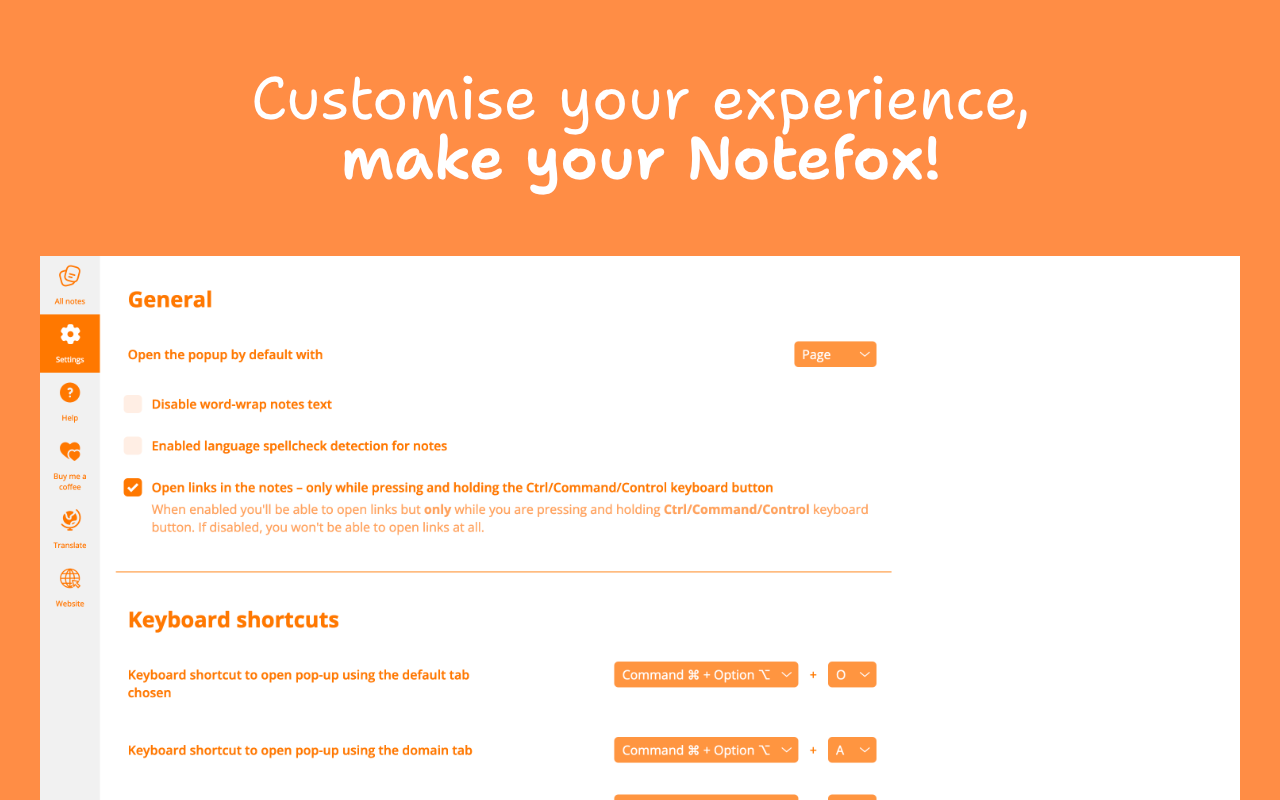 Customise your experience,
make your Notefox!
All notes
Settings
Help
Buy me a
coffee
Translate
Website
General
Open the popup by default with
Page
Disable word-wrap notes text
Enabled language spellcheck detection for notes
Open links in the notes – only while pressing and holding the Ctrl/Command/Control keyboard button
When enabled you'll be able to open links but only while you are pressing and holding Ctrl/Command/Control keyboard
button. If disabled, you won't be able to open links at all.
Keyboard shortcuts
Keyboard shortcut to open pop-up using the default tab
chosen
Command ⌘ + Option ⌥ + O
Keyboard shortcut to open pop-up using the domain tab
Command ⌘ + Option ⌥ + A